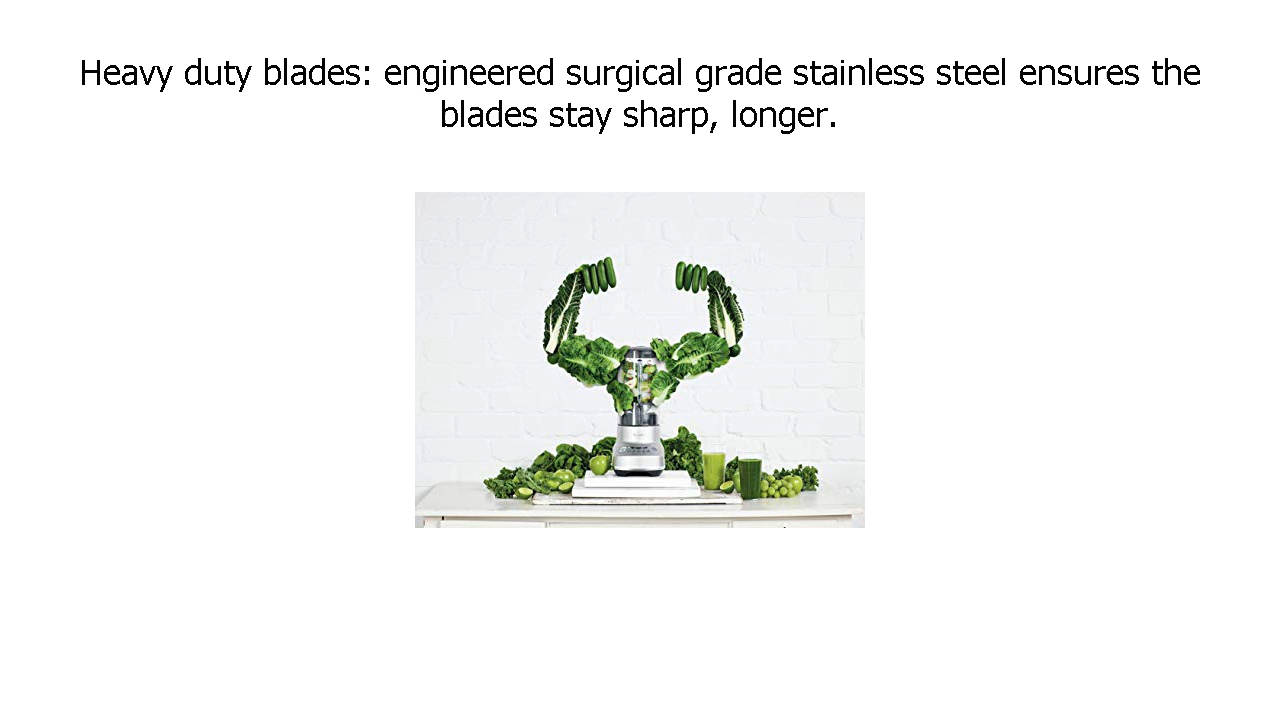 Heavy duty blades: engineered surgical grade stainless steel ensures the
blades stay sharp, longer.